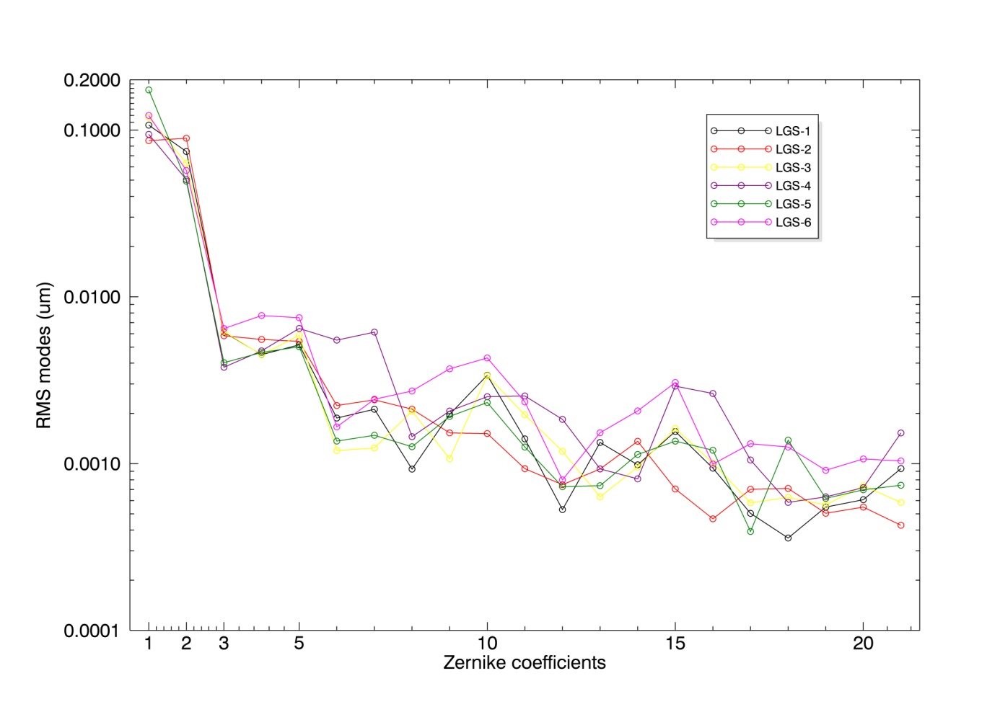 0.2000
0.1000
0.0100
0.0010
0.0001
RMS modes (um)
LGS-1
LGS-2
LGS-3
LGS-4
LGS-5
LGS-6
1 2 3 5 10 15 20
Zernike coefficients